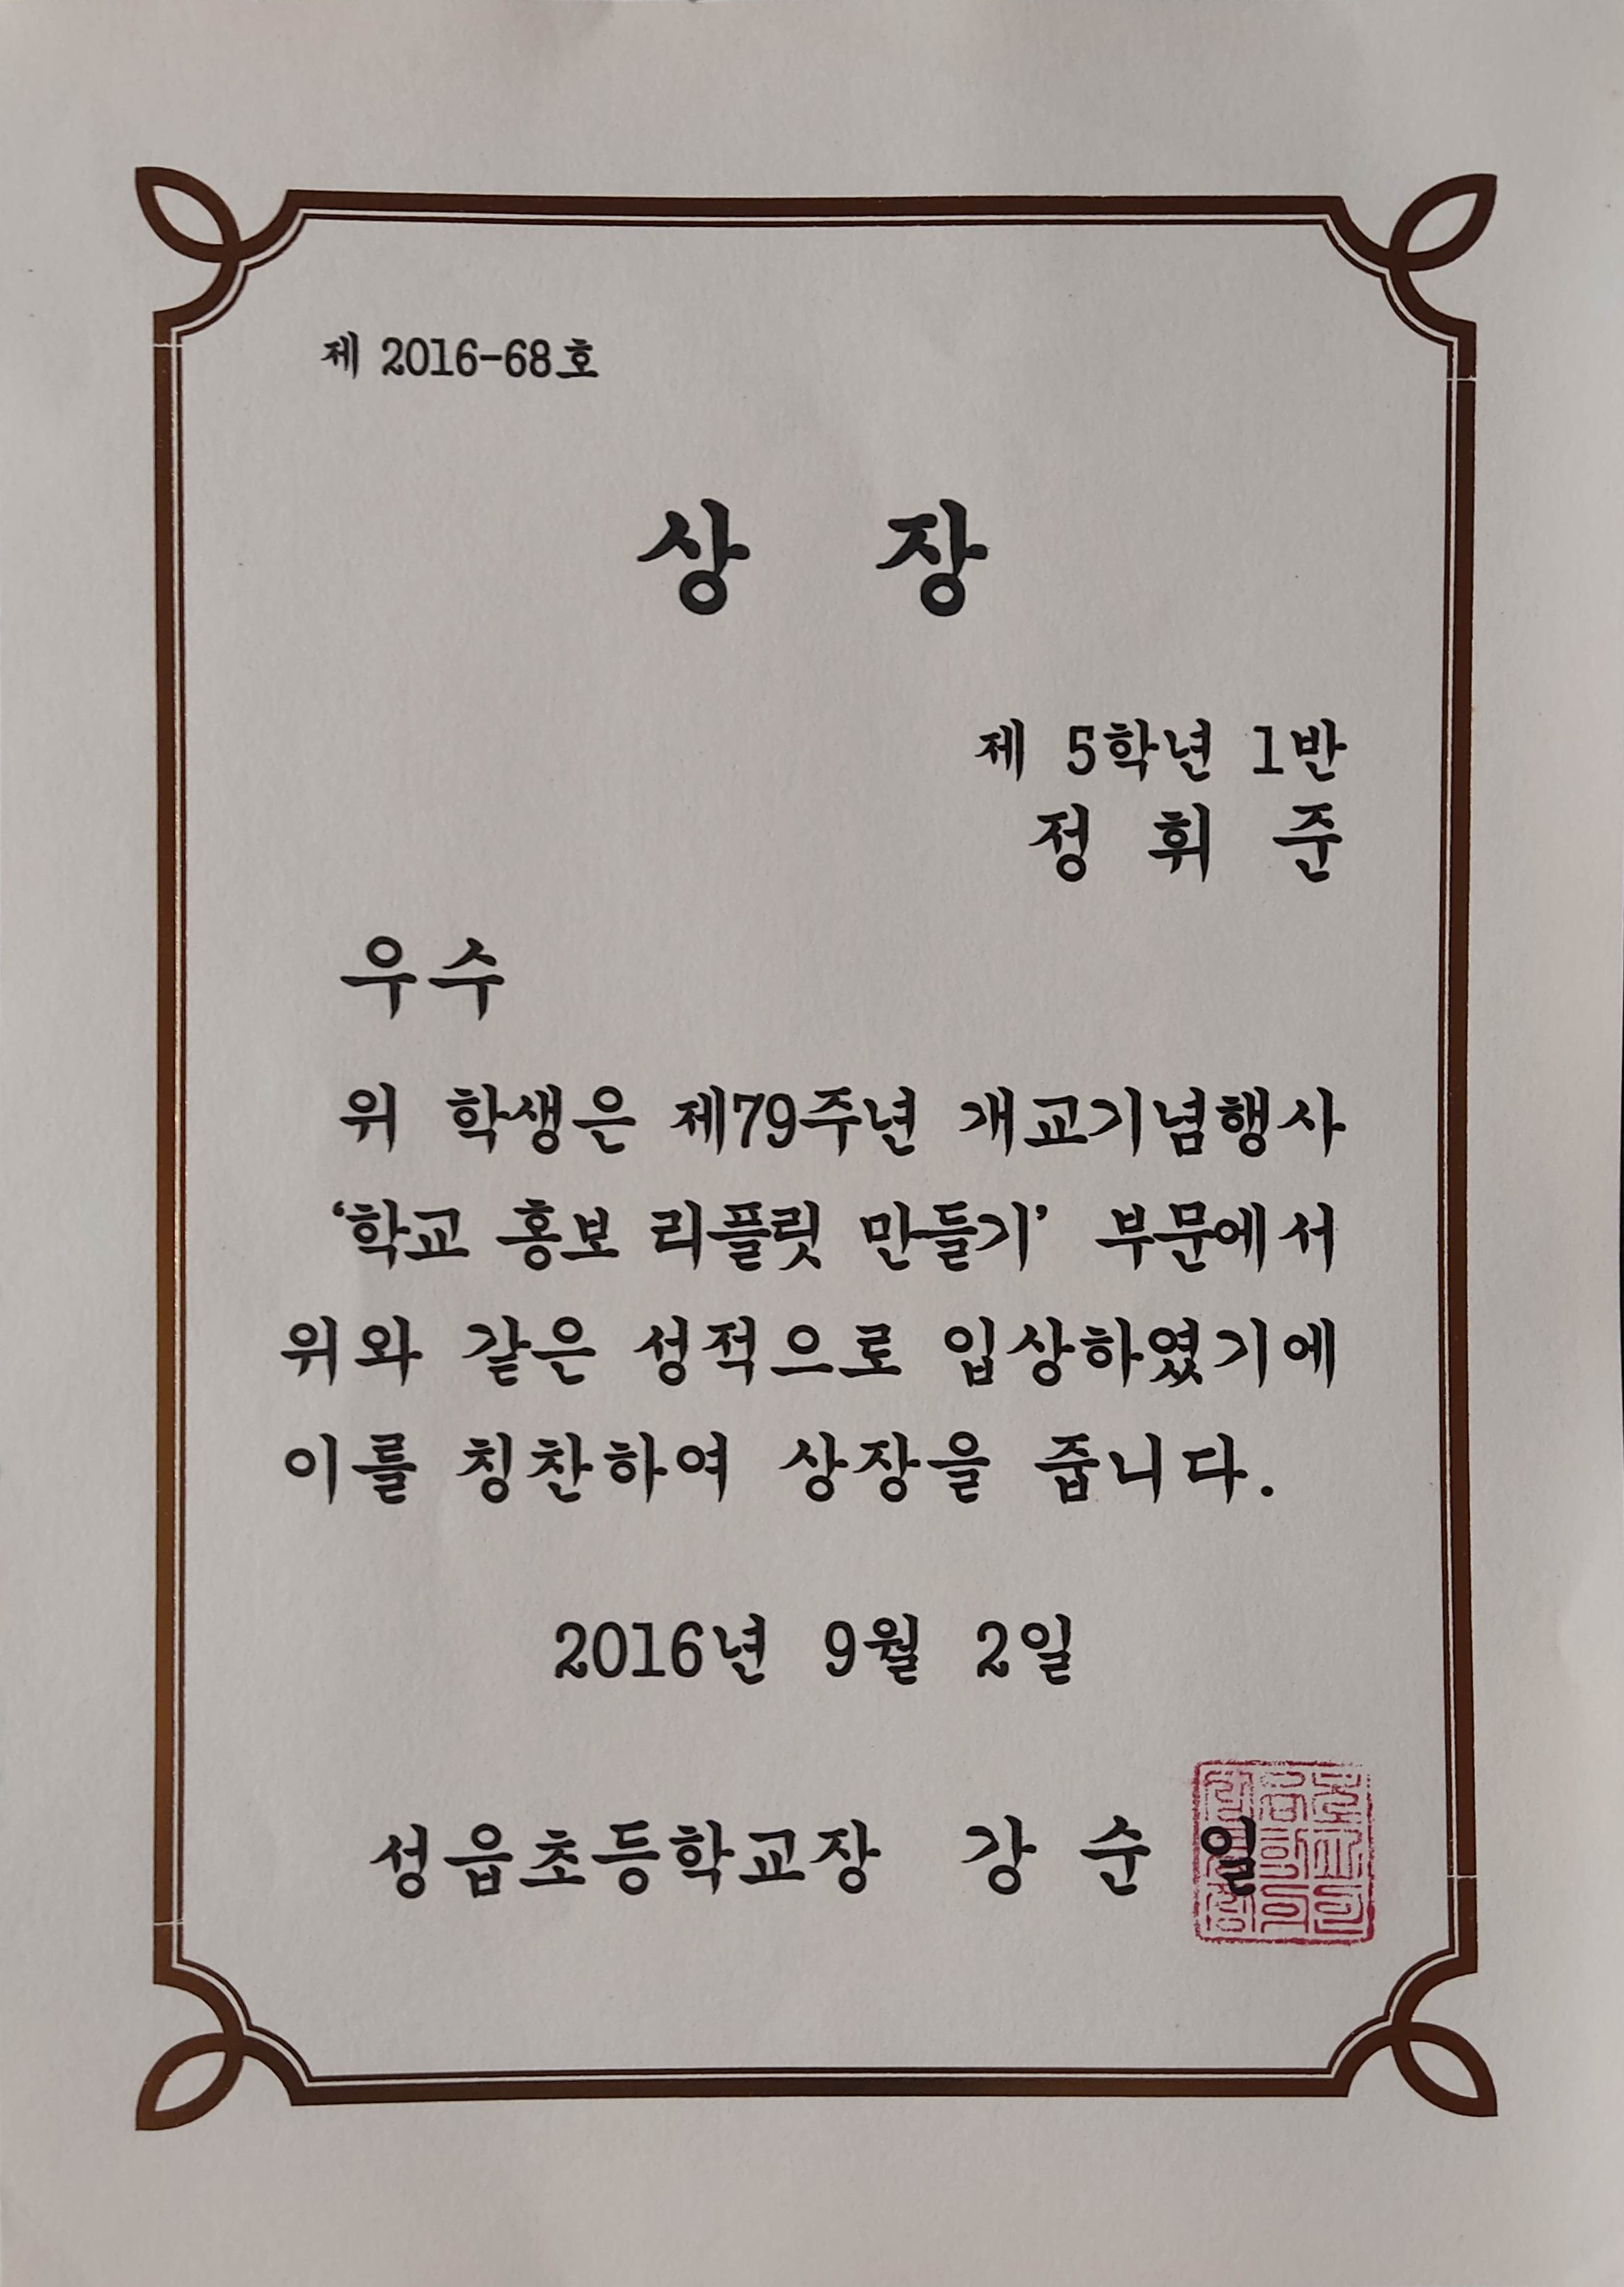 제 2016-68호
상 장
제 5학년 1반
정 휘 준
우수
위 학생은 제79주년 개교기념행사
‘학교 홍보 리플릿 만들기’ 부문에서
위와 같은 성적으로 입상하였기에
이를 칭찬하여 상장을 줍니다.
2016년 9월 2일
성읍초등학교장 강 순 일